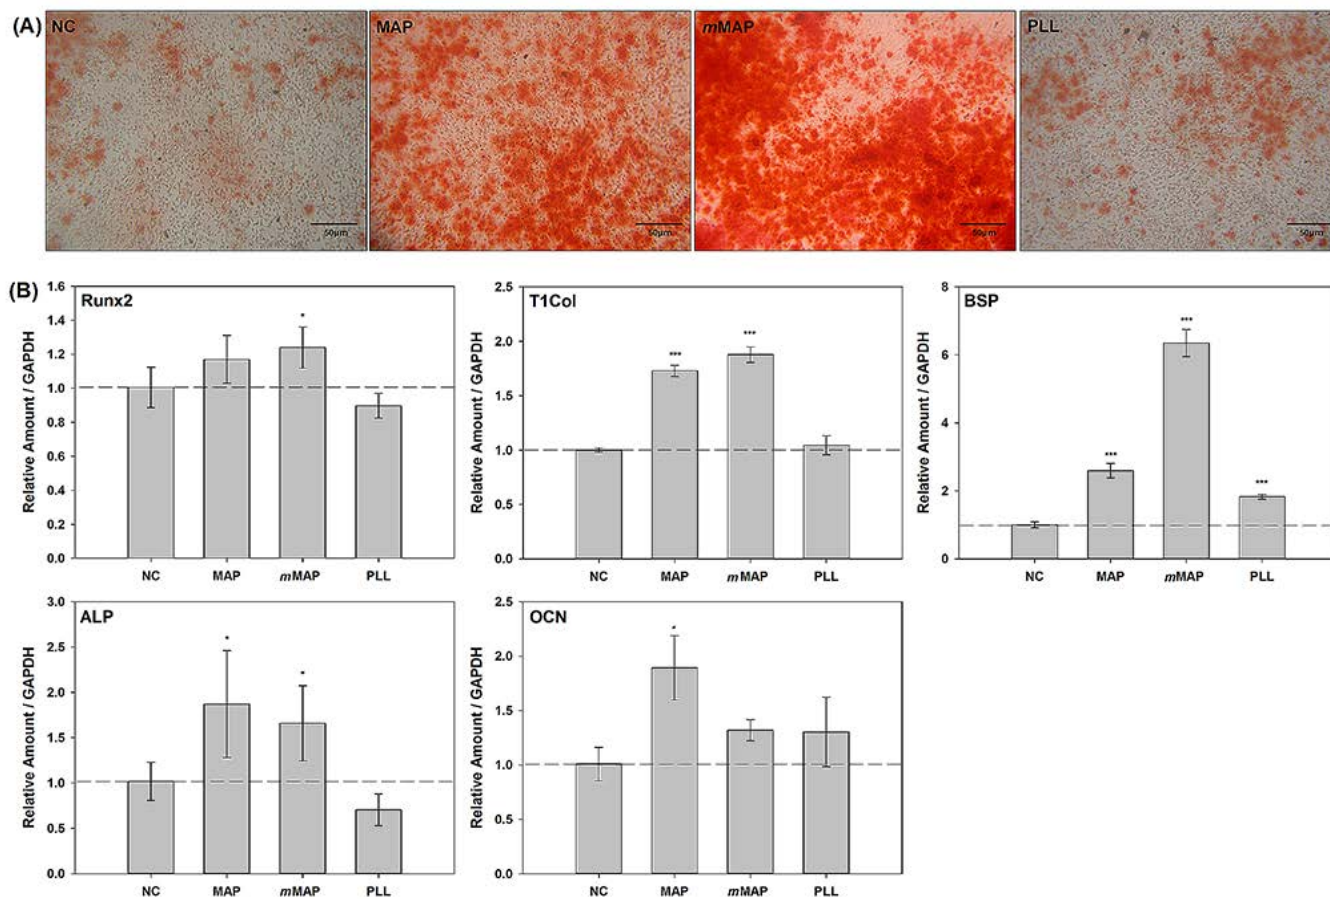 (A) NC MAP mMAP PLL
50µm 50µm 50µm 50µm
(B)
Runx2
Relative Amount / GAPDH
1.6
1.4
1.2
1.0
0.8
0.6
0.4
0.2
0.0
*
NC MAP mMAP PLL
T1Col
Relative Amount / GAPDH
2.5
2.0
1.5
1.0
0.5
0.0
*** ***
NC MAP mMAP PLL
BSP
Relative Amount / GAPDH
8
6
4
2
0
*** *** ***
NC MAP mMAP PLL
ALP
Relative Amount / GAPDH
3.0
2.5
2.0
1.5
1.0
0.5
0.0
* *
NC MAP mMAP PLL
OCN
Relative Amount / GAPDH
2.5
2.0
1.5
1.0
0.5
0.0
*
NC MAP mMAP PLL